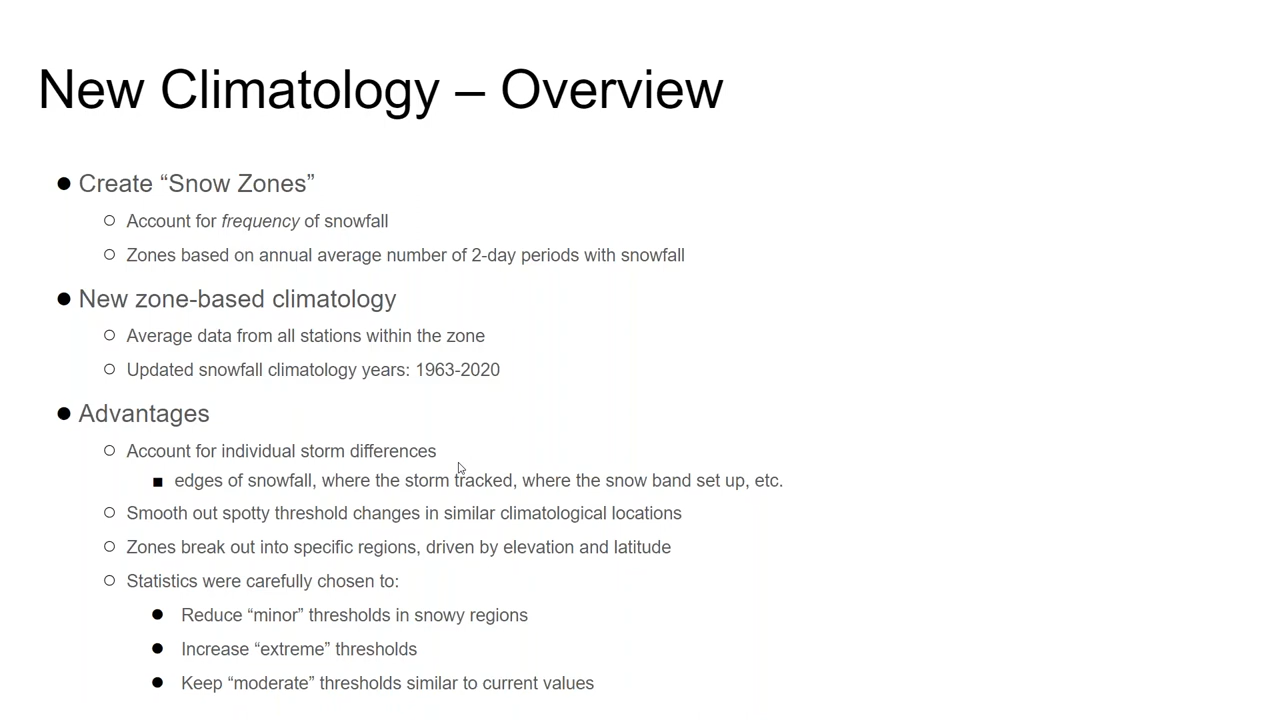 New Climatology – Overview
● Create “Snow Zones”
○ Account for frequency of snowfall
○ Zones based on annual average number of 2-day periods with snowfall
● New zone-based climatology
○ Average data from all stations within the zone
○ Updated snowfall climatology years: 1963-2020
● Advantages
○ Account for individual storm differences
■ edges of snowfall, where the storm tracked, where the snow band set up, etc.
○ Smooth out spotty threshold changes in similar climatological locations
○ Zones break out into specific regions, driven by elevation and latitude
○ Statistics were carefully chosen to:
● Reduce “minor” thresholds in snowy regions
● Increase “extreme” thresholds
● Keep “moderate” thresholds similar to current values